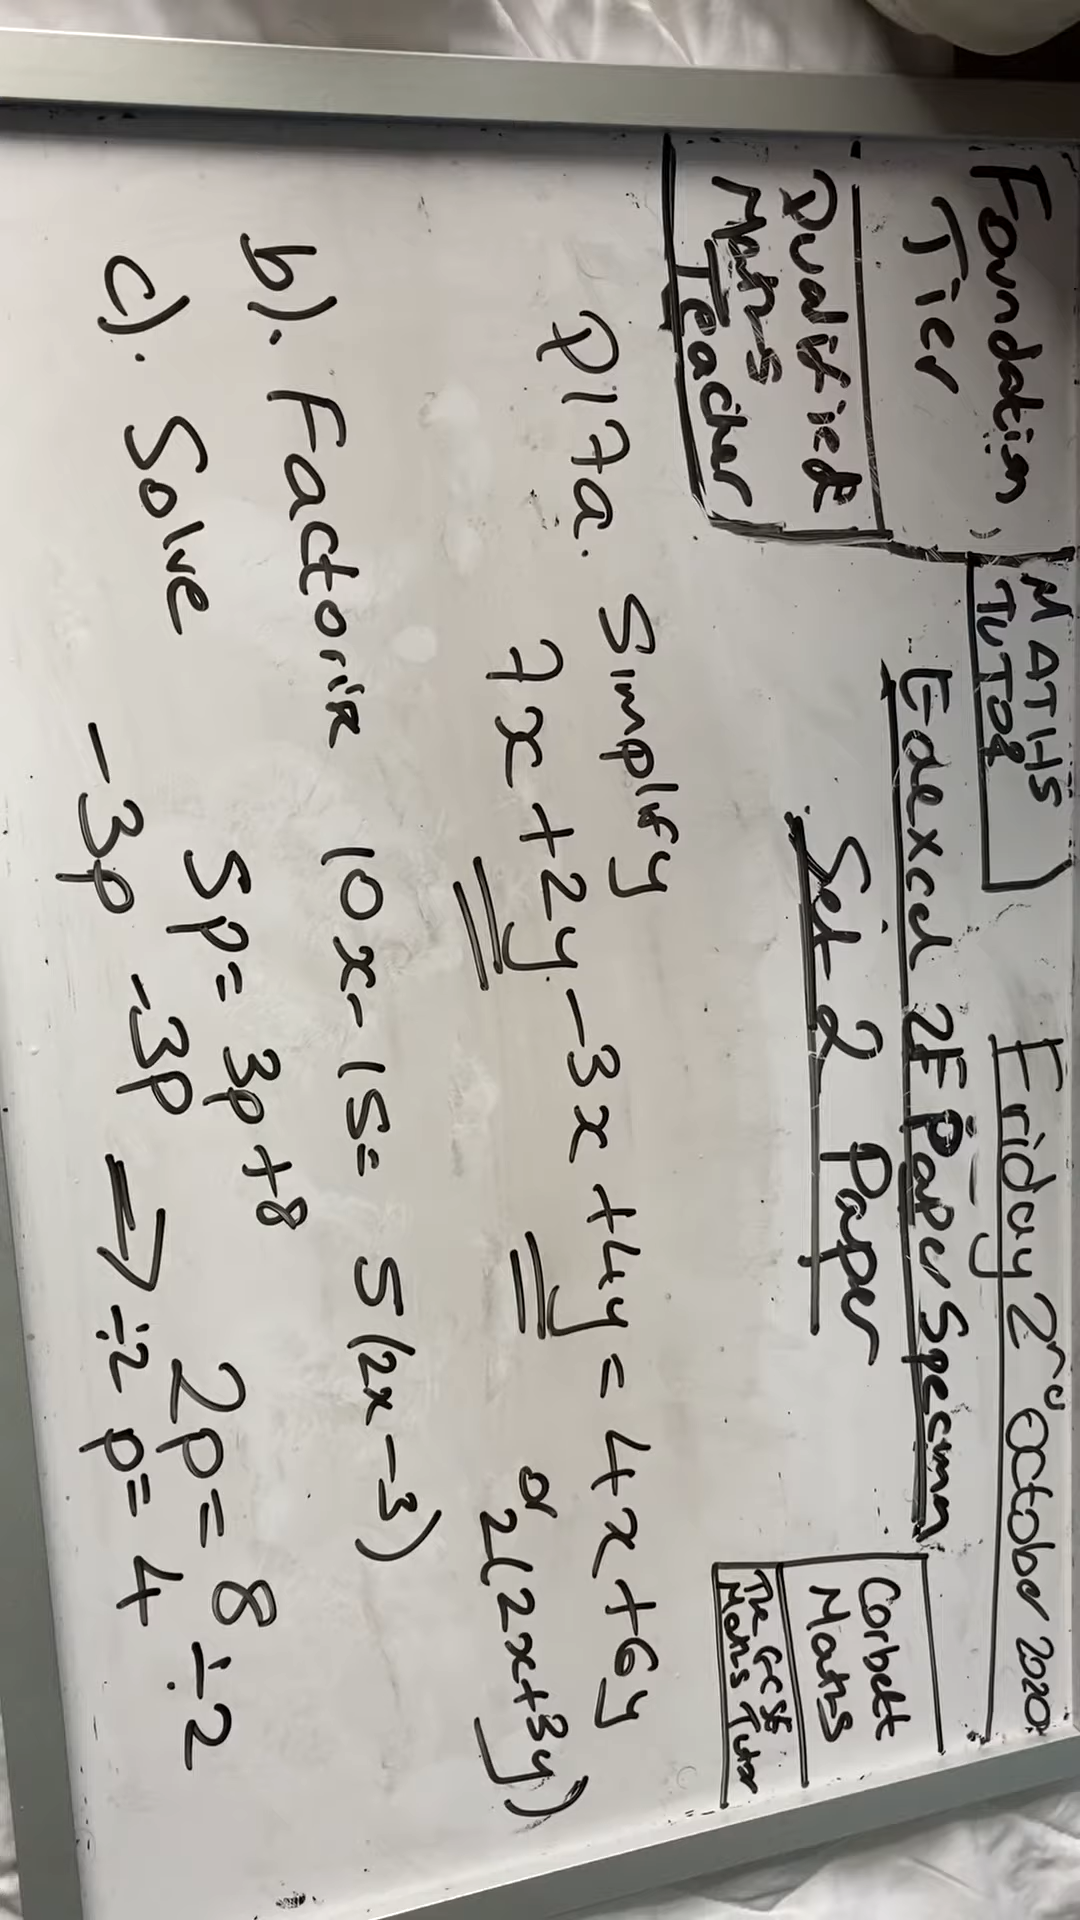 Foundation
Tier
MATHS
TUTOR
Friday 2nd October 2020
Edexcel 2F Paper Specimn
Set 2 Paper
Qualified
Maths
Teacher
Corbett
Maths
The GCSE
Maths Tutor
P17a. Simplify
7x+2y-3x+4y=4x+6y
or 2(2x+3y)
b). Factorise 10x-15= 5(2x-3)
c). Solve 5p=3p+8 2p=8÷2
-3p -3p ⇒ ÷2 p=4